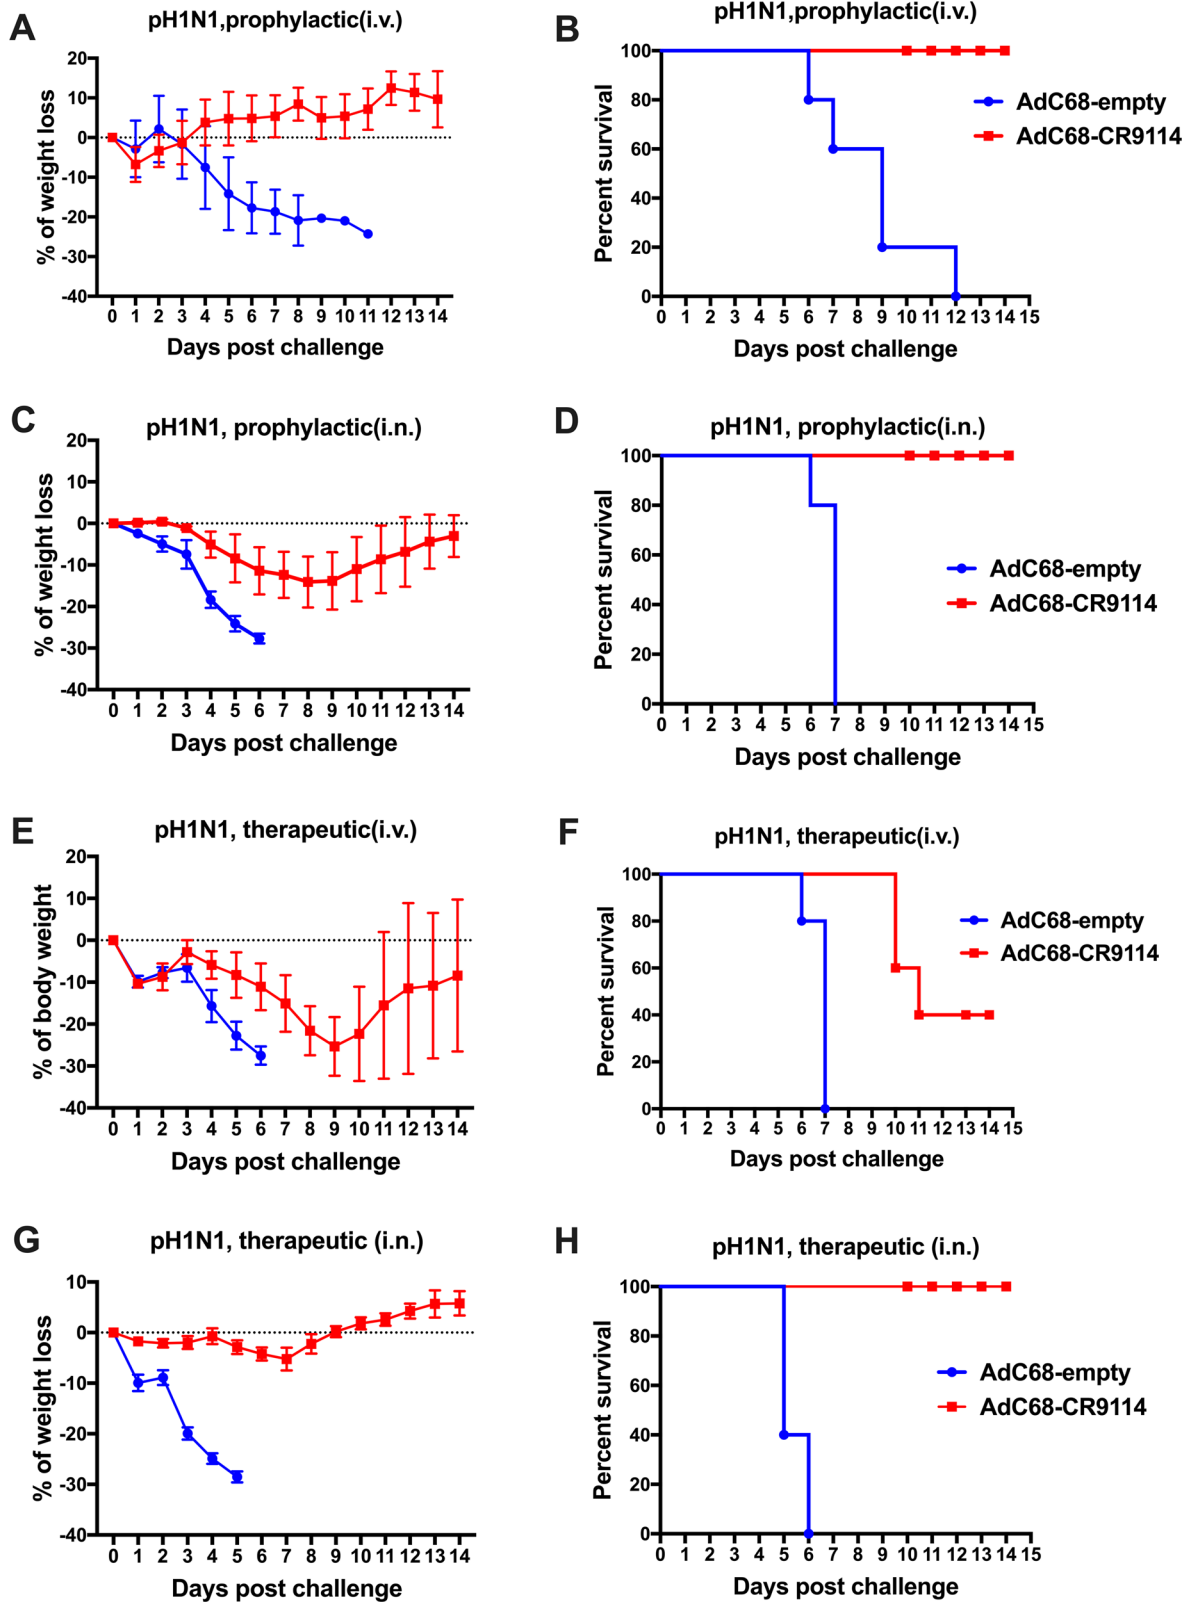 A
pH1N1,prophylactic(i.v.)
% of weight loss
20
10
0
-10
-20
-30
-40
0 1 2 3 4 5 6 7 8 9 10 11 12 13 14
Days post challenge
B
pH1N1,prophylactic(i.v.)
Percent survival
100
80
60
40
20
0
0 1 2 3 4 5 6 7 8 9 10 11 12 13 14 15
Days post challenge
AdC68-empty
AdC68-CR9114
C
pH1N1, prophylactic(i.n.)
% of weight loss
20
10
0
-10
-20
-30
-40
0 1 2 3 4 5 6 7 8 9 10 11 12 13 14
Days post challenge
D
pH1N1, prophylactic(i.n.)
Percent survival
100
80
60
40
20
0
0 1 2 3 4 5 6 7 8 9 10 11 12 13 14 15
Days post challenge
AdC68-empty
AdC68-CR9114
E
pH1N1, therapeutic(i.v.)
% of body weight
20
10
0
-10
-20
-30
-40
0 1 2 3 4 5 6 7 8 9 10 11 12 13 14
Days post challenge
F
pH1N1, therapeutic(i.v.)
Percent survival
100
80
60
40
20
0
0 1 2 3 4 5 6 7 8 9 10 11 12 13 14 15
Days post challenge
AdC68-empty
AdC68-CR9114
G
pH1N1, therapeutic (i.n.)
% of weight loss
10
0
-10
-20
-30
-40
0 1 2 3 4 5 6 7 8 9 10 11 12 13 14
Days post challenge
H
pH1N1, therapeutic (i.n.)
Percent survival
100
80
60
40
20
0
0 1 2 3 4 5 6 7 8 9 10 11 12 13 14 15
Days post challenge
AdC68-empty
AdC68-CR9114